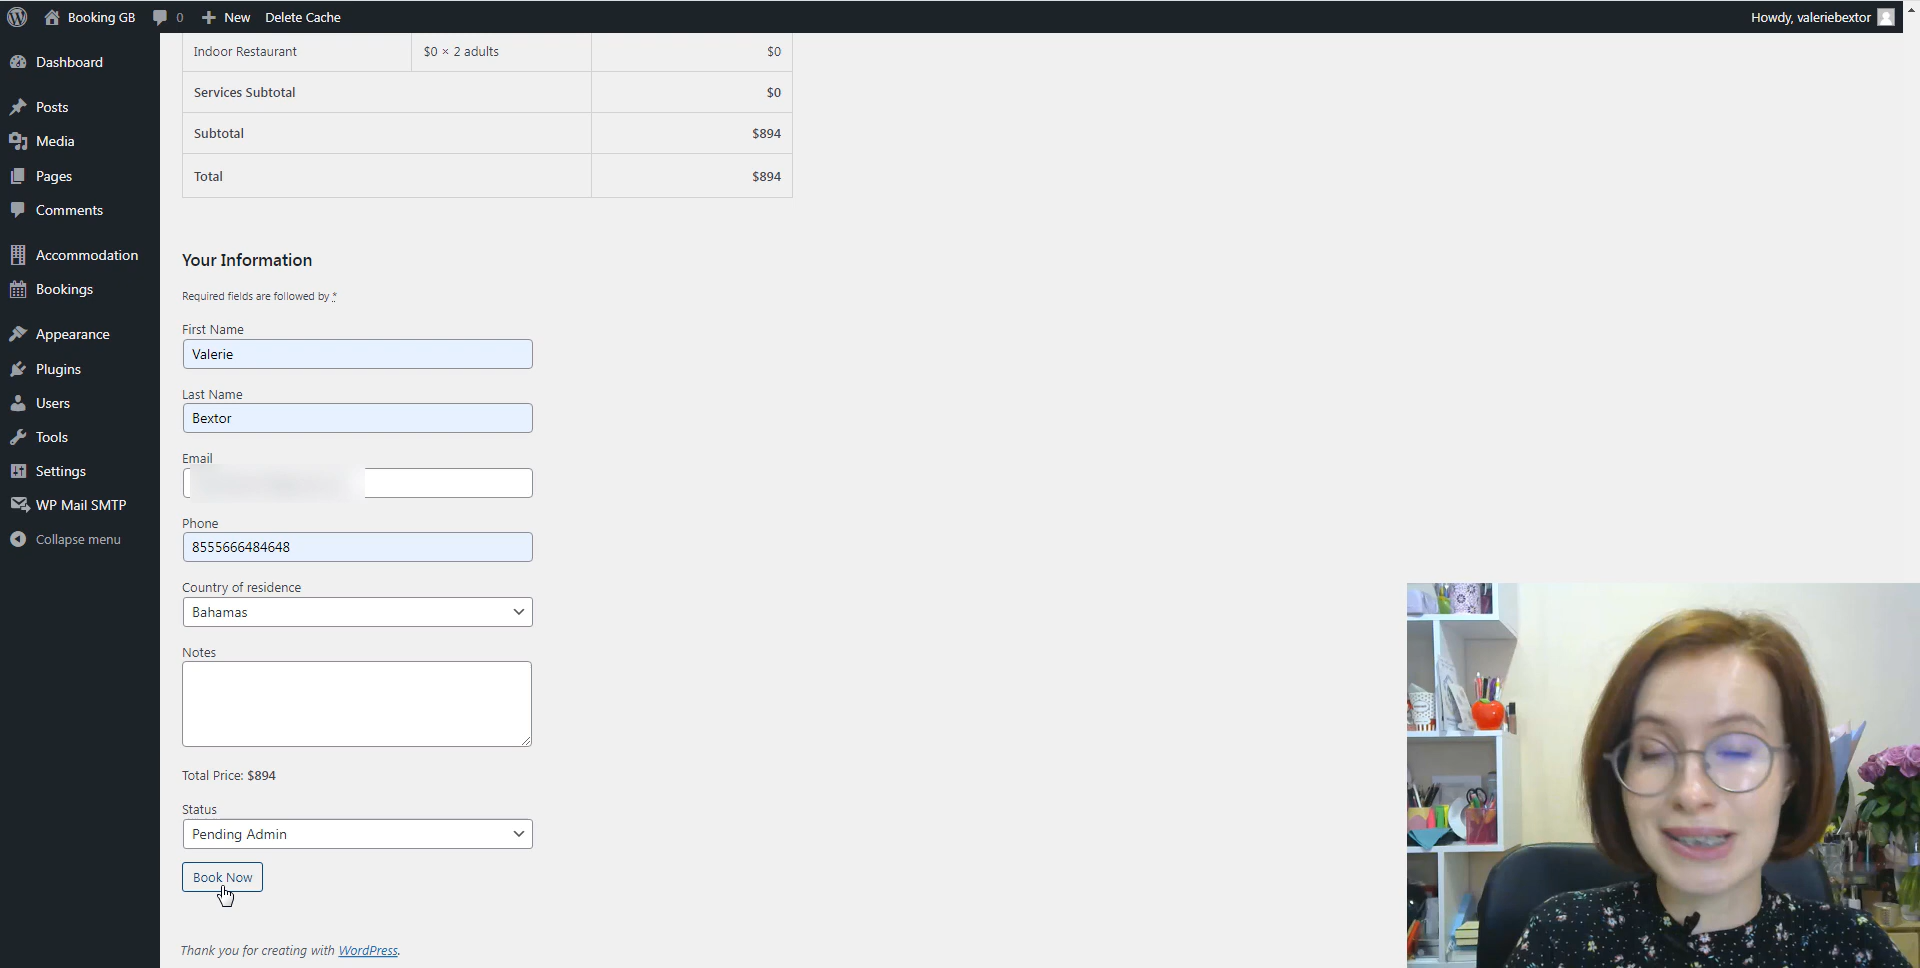 Booking GB
0
New
Delete Cache
Howdy, valeriebextor
Dashboard
Posts
Media
Pages
Comments
Accommodation
Bookings
Appearance
Plugins
Users
Tools
Settings
WP Mail SMTP
Collapse menu
Indoor Restaurant
$0 × 2 adults
$0
Services Subtotal
$0
Subtotal
$894
Total
$894
Your Information
Required fields are followed by *
First Name
Valerie
Last Name
Bextor
Email
Phone
8555666484648
Country of residence
Bahamas
Notes
Total Price: $894
Status
Pending Admin
Book Now
Thank you for creating with WordPress.